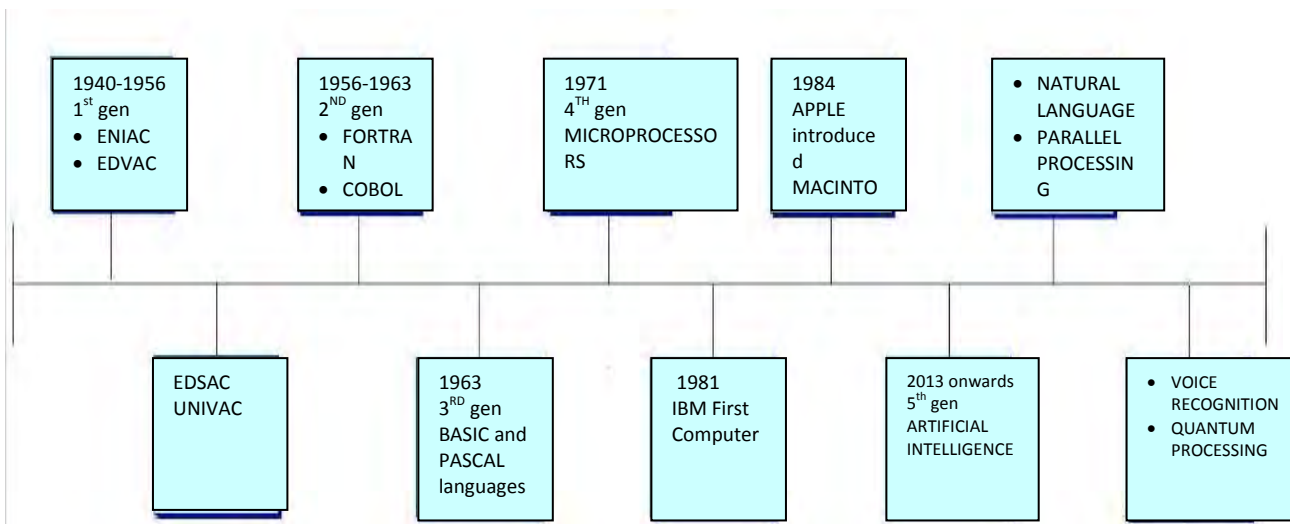 1940-1956
1st gen
• ENIAC
• EDVAC
1956-1963
2ND gen
• FORTRA
N
• COBOL
1971
4TH gen
MICROPROCESSO
RS
1984
APPLE
introduce
d
MACINTO
• NATURAL
LANGUAGE
• PARALLEL
PROCESSIN
G
EDSAC
UNIVAC
1963
3RD gen
BASIC and
PASCAL
languages
1981
IBM First
Computer
2013 onwards
5th gen
ARTIFICIAL
INTELLIGENCE
• VOICE
RECOGNITION
• QUANTUM
PROCESSING